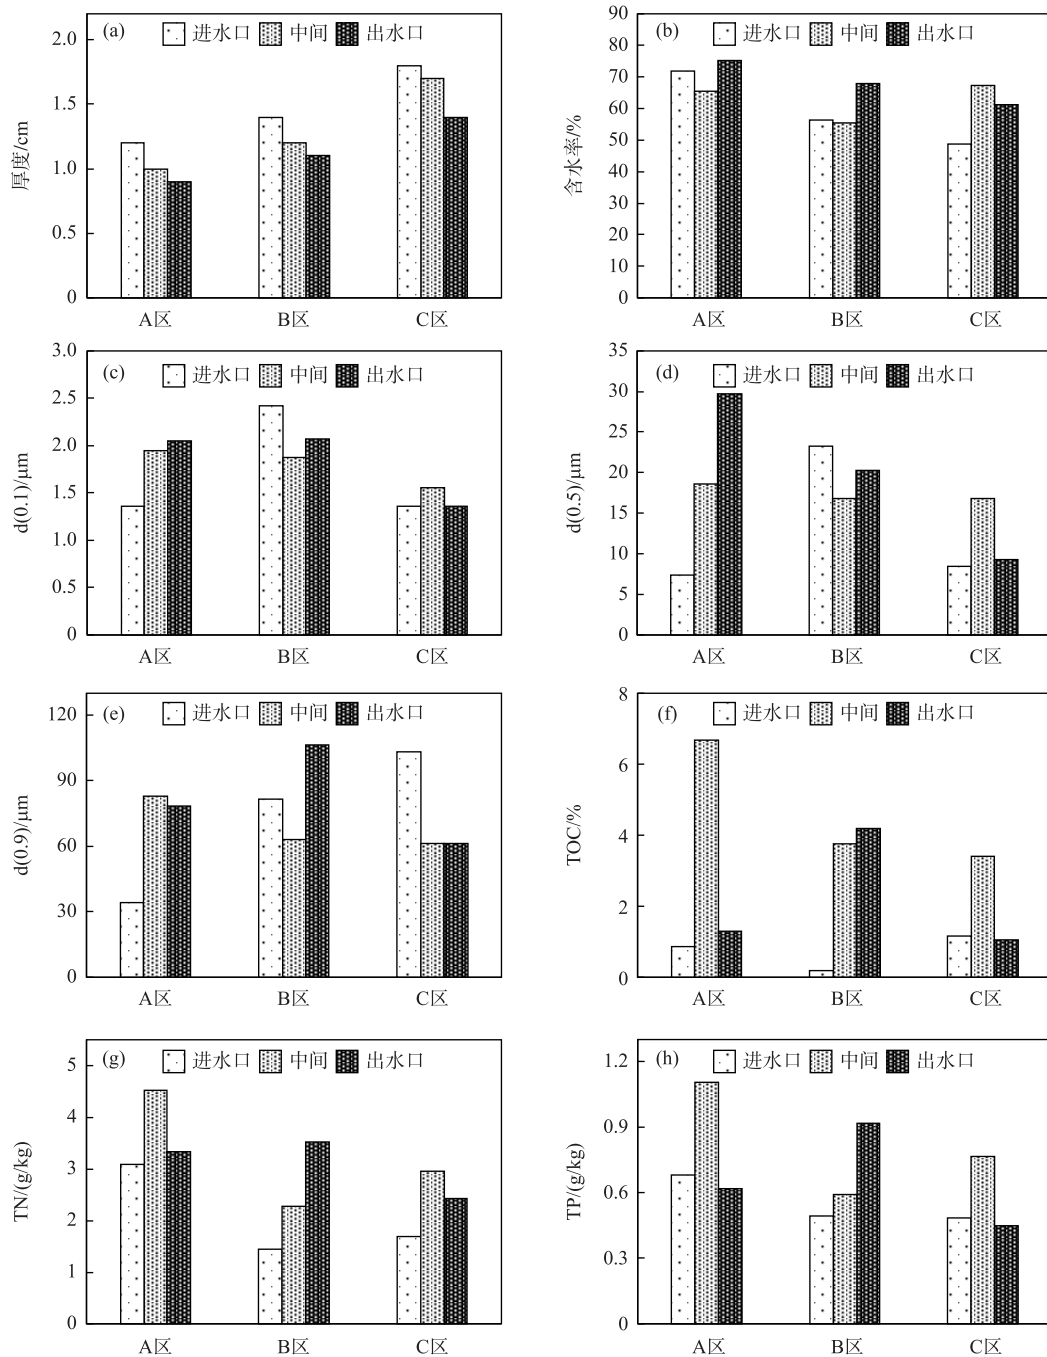 (a) 进水口 中间 出水口
厚度/cm
2.0
1.5
1.0
0.5
0
A区 B区 C区
(b) 进水口 中间 出水口
含水率/%
90
80
70
60
50
40
30
20
10
0
A区 B区 C区
(c) 进水口 中间 出水口
d(0.1)/μm
3.0
2.5
2.0
1.5
1.0
0.5
0
A区 B区 C区
(d) 进水口 中间 出水口
d(0.5)/μm
35
30
25
20
15
10
5
0
A区 B区 C区
(e) 进水口 中间 出水口
d(0.9)/μm
120
90
60
30
0
A区 B区 C区
(f) 进水口 中间 出水口
TOC/%
8
6
4
2
0
A区 B区 C区
(g) 进水口 中间 出水口
TN/(g/kg)
5
4
3
2
1
0
A区 B区 C区
(h) 进水口 中间 出水口
TP/(g/kg)
1.2
0.9
0.6
0.3
0
A区 B区 C区